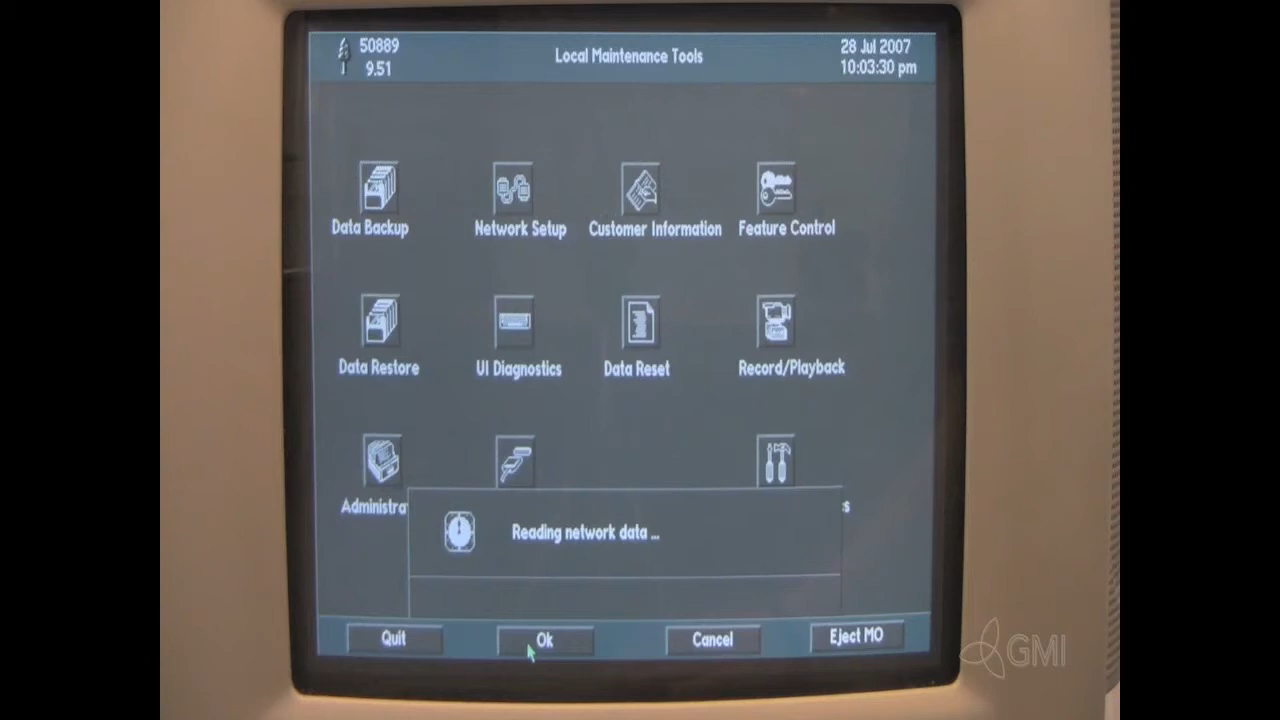 50889
9.51
Local Maintenance Tools
28 Jul 2007
10:03:30 pm
Data Backup
Network Setup
Customer Information
Feature Control
Data Restore
UI Diagnostics
Data Reset
Record/Playback
Administra
s
Reading network data ...
Quit
Ok
Cancel
Eject MO
GMI